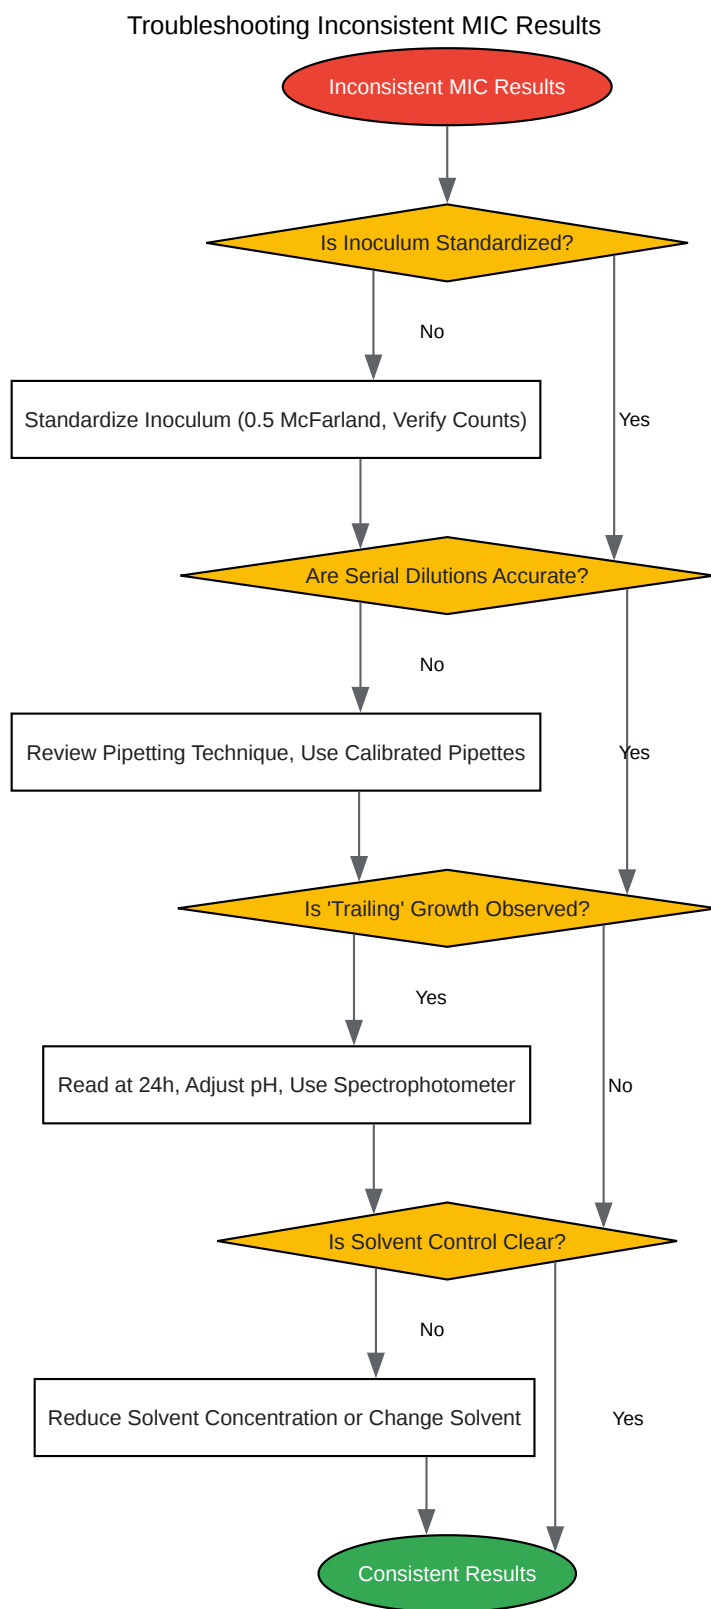 Troubleshooting Inconsistent MIC Results
Inconsistent MIC Results
Is Inoculum Standardized?
No
Standardize Inoculum (0.5 McFarland, Verify Counts)
Yes
Are Serial Dilutions Accurate?
No
Review Pipetting Technique, Use Calibrated Pipettes
Yes
Is 'Trailing' Growth Observed?
Yes
Read at 24h, Adjust pH, Use Spectrophotometer
No
Is Solvent Control Clear?
No
Reduce Solvent Concentration or Change Solvent
Yes
Consistent Results